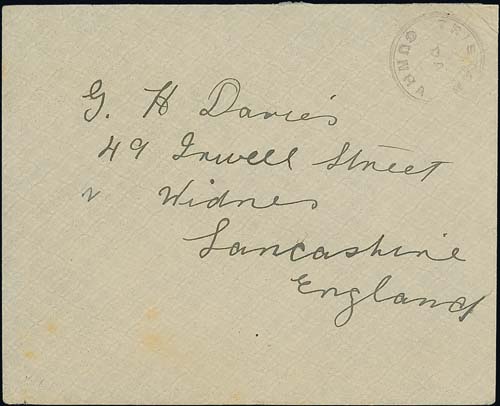 G. H Davies
49 Irwell Street
Widnes
Lancashire
England